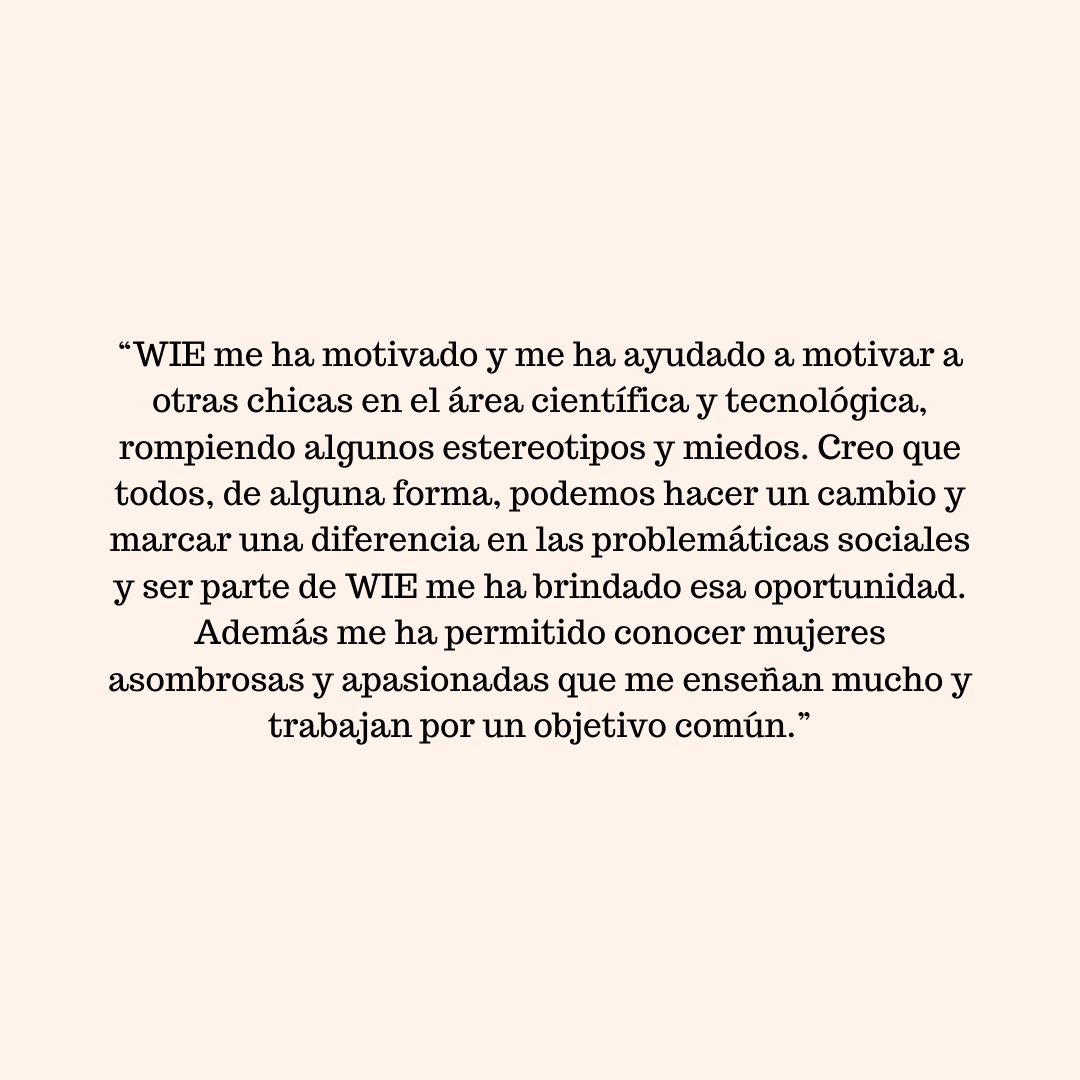 “WIE me ha motivado y me ha ayudado a motivar a
otras chicas en el área científica y tecnológica,
rompiendo algunos estereotipos y miedos. Creo que
todos, de alguna forma, podemos hacer un cambio y
marcar una diferencia en las problemáticas sociales
y ser parte de WIE me ha brindado esa oportunidad.
Además me ha permitido conocer mujeres
asombrosas y apasionadas que me enseñan mucho y
trabajan por un objetivo común.”